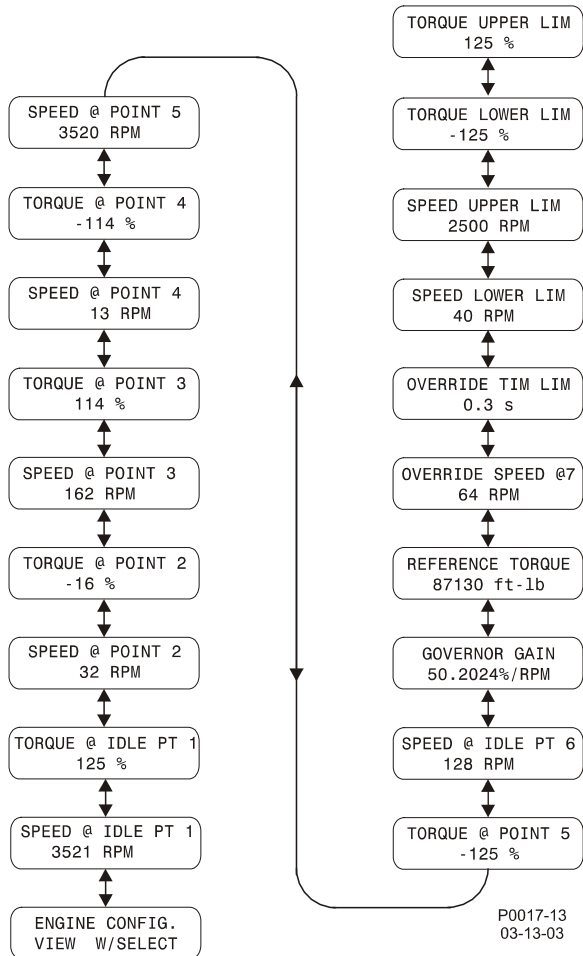 SPEED @ POINT 5
3520 RPM
TORQUE @ POINT 4
-114 %
SPEED @ POINT 4
13 RPM
TORQUE @ POINT 3
114 %
SPEED @ POINT 3
162 RPM
TORQUE @ POINT 2
-16 %
SPEED @ POINT 2
32 RPM
TORQUE @ IDLE PT 1
125 %
SPEED @ IDLE PT 1
3521 RPM
ENGINE CONFIG.
VIEW W/SELECT
TORQUE UPPER LIM
125 %
TORQUE LOWER LIM
-125 %
SPEED UPPER LIM
2500 RPM
SPEED LOWER LIM
40 RPM
OVERRIDE TIM LIM
0.3 s
OVERRIDE SPEED @7
64 RPM
REFERENCE TORQUE
87130 ft-lb
GOVERNOR GAIN
50.2024%/RPM
SPEED @ IDLE PT 6
128 RPM
TORQUE @ POINT 5
-125 %
P0017-13
03-13-03